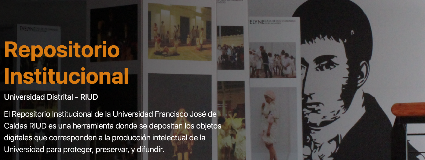 Repositorio
Institucional
Universidad Distrital - RIUD
El Repositorio Institucional de la Universidad Francisco José de
Caldas RIUD es una herramienta donde se depositan los objetos
digitales que corresponden a la producción intelectual de la
Universidad para proteger, preservar, y difundir.